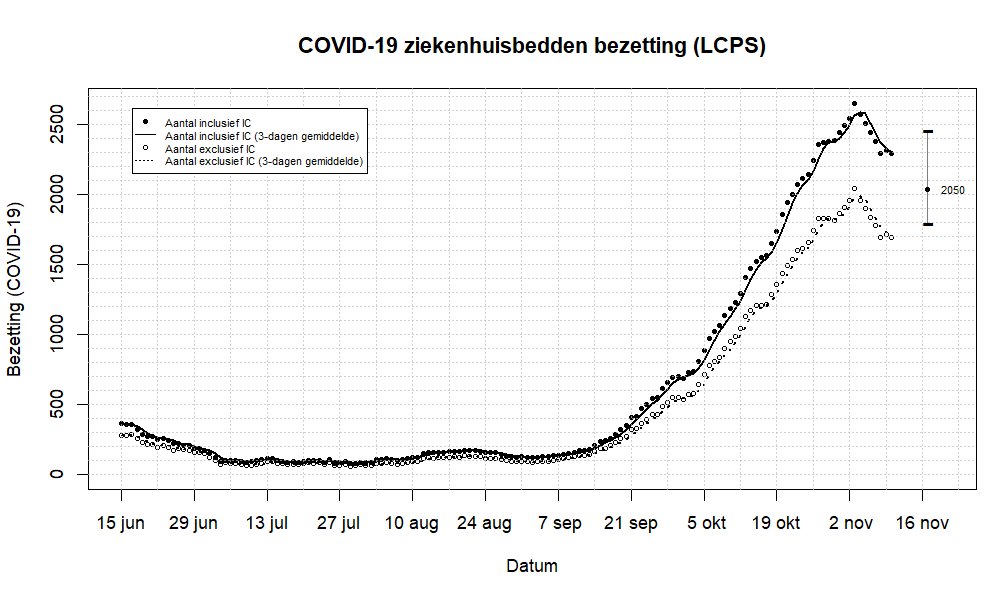 COVID-19 ziekenhuisbedden bezetting (LCPS)
Aantal inclusief IC
Aantal inclusief IC (3-dagen gemiddelde)
Aantal exclusief IC
Aantal exclusief IC (3-dagen gemiddelde)
Bezetting (COVID-19)
2500
2000
1500
1000
500
0
2050
15 jun 29 jun 13 jul 27 jul 10 aug 24 aug 7 sep 21 sep 5 okt 19 okt 2 nov 16 nov
Datum